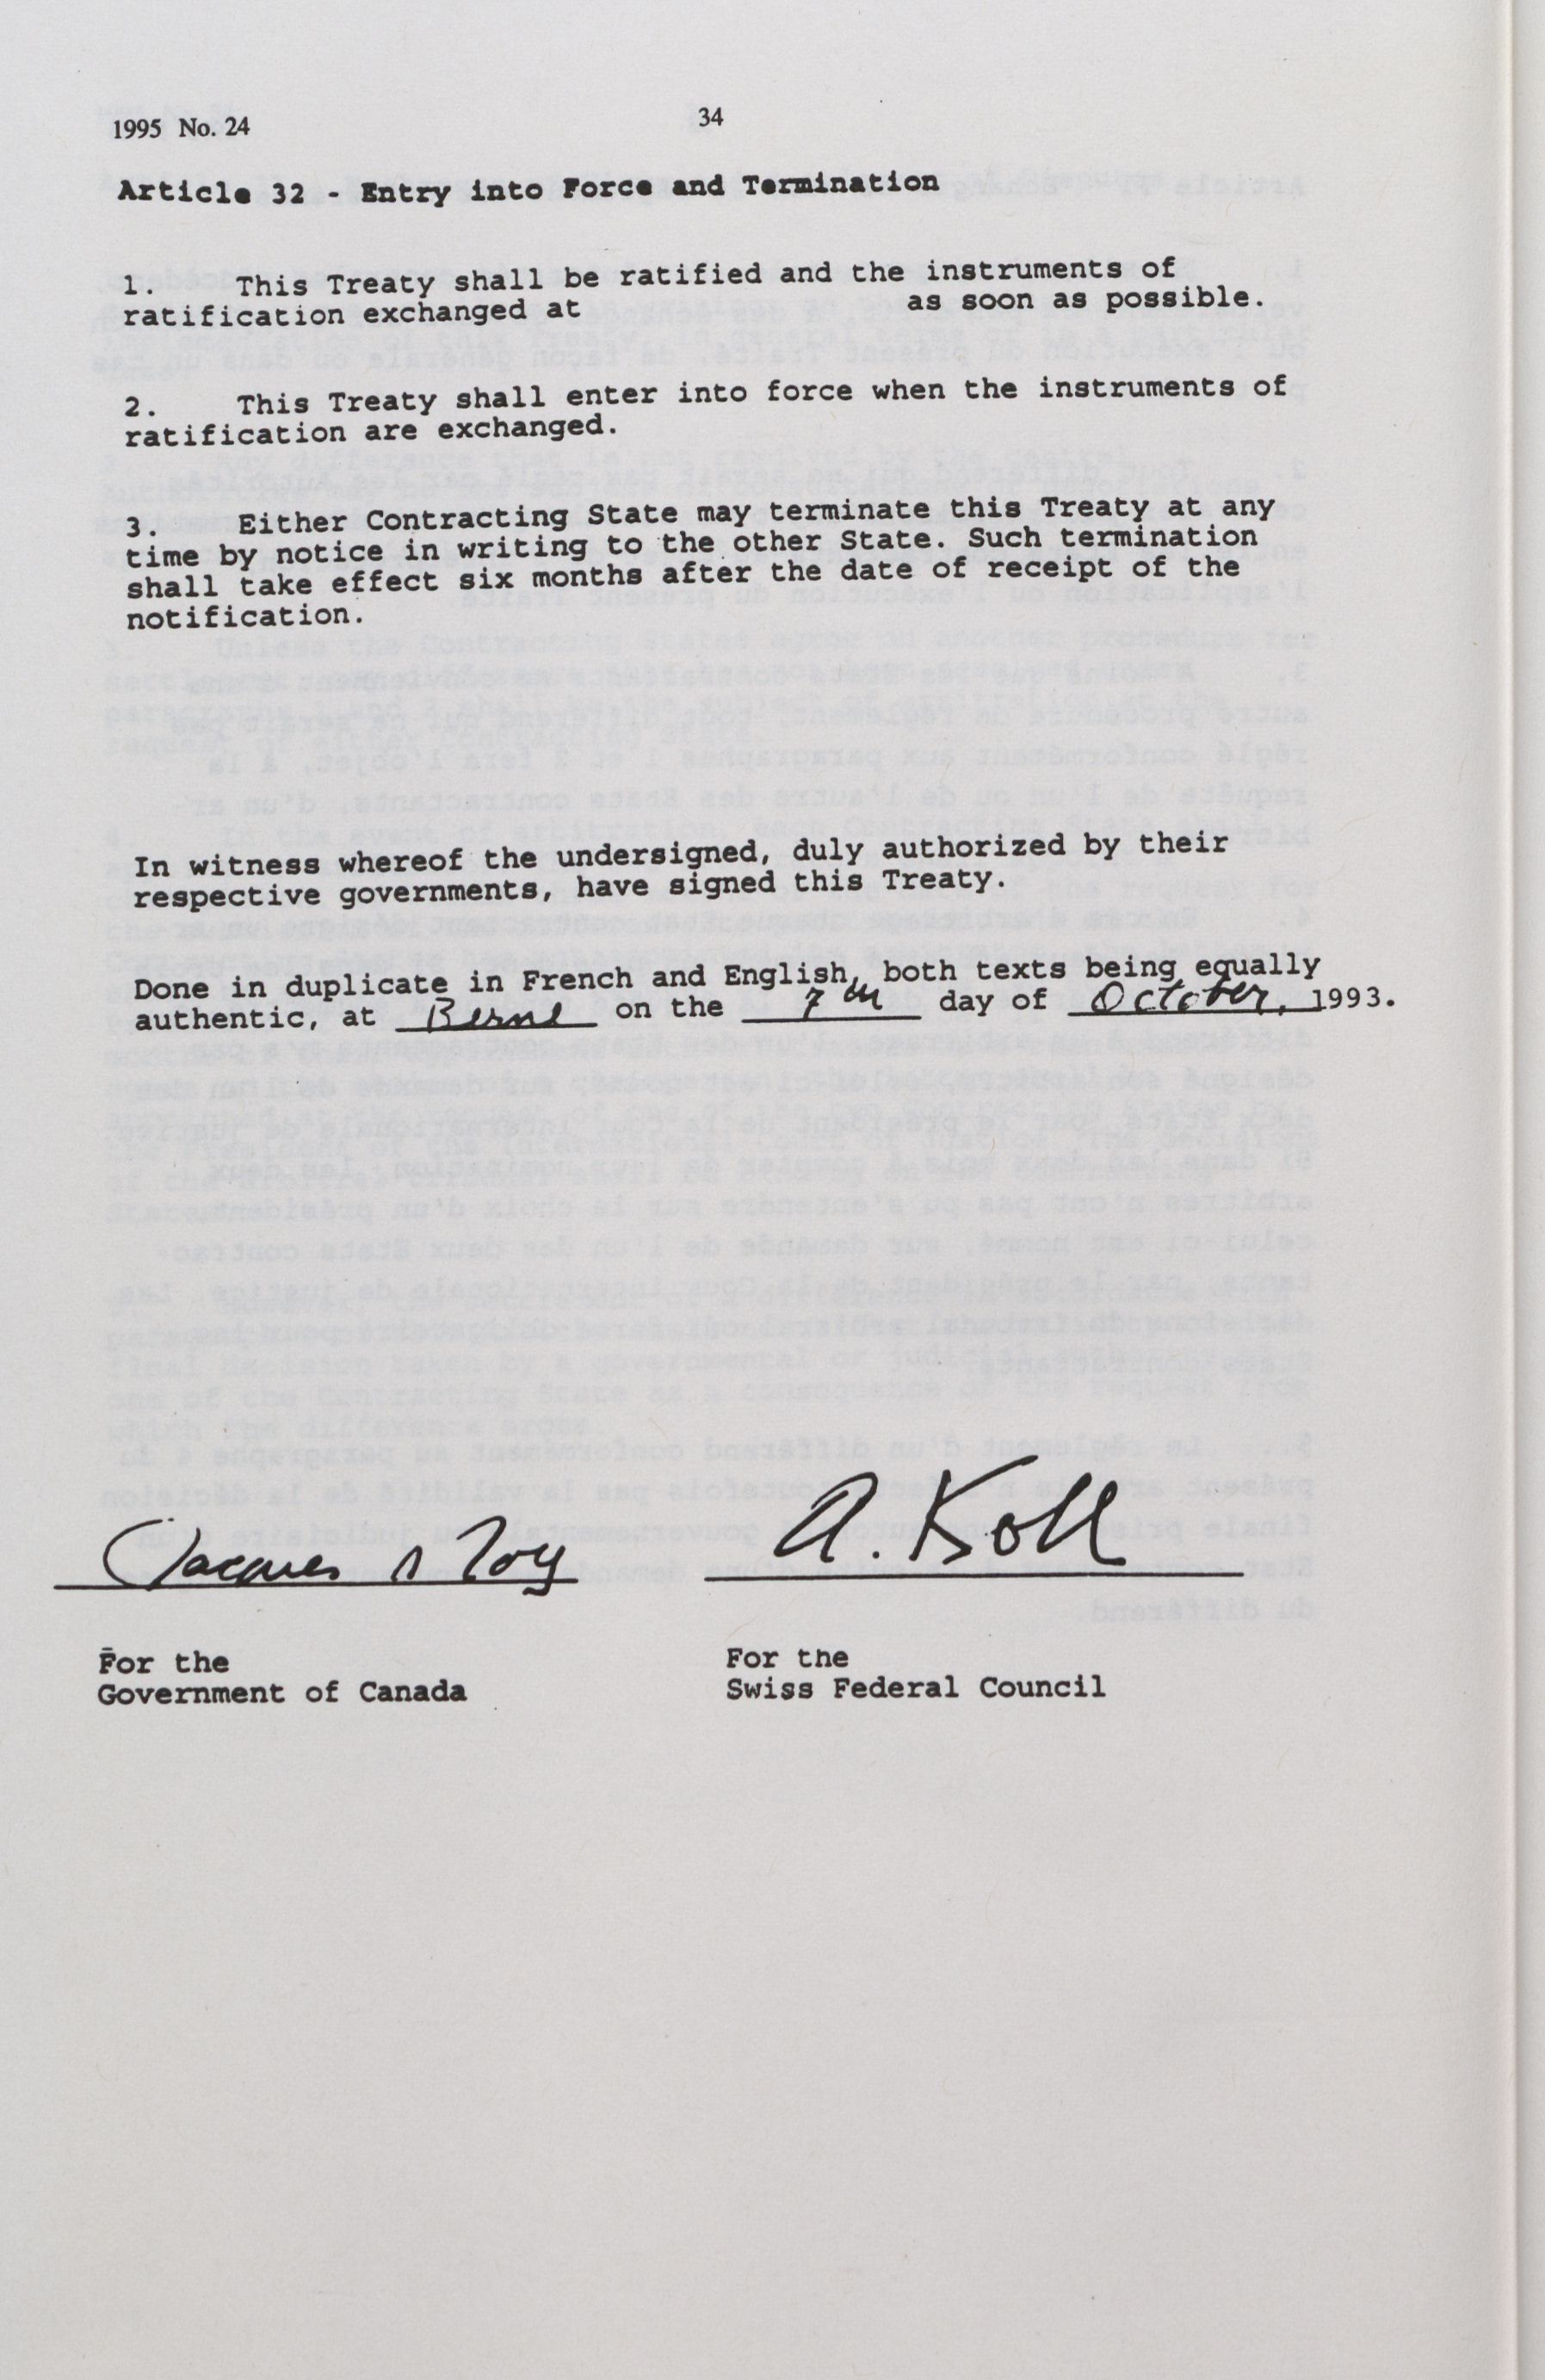 1995 No. 24
34
Article 32 - Entry into Force and Termination
1. This Treaty shall be ratified and the instruments of
ratification exchanged at as soon as possible.
2. This Treaty shall enter into force when the instruments of
ratification are exchanged.
3. Either Contracting State may terminate this Treaty at any
time by notice in writing to the other State. Such termination
shall take effect six months after the date of receipt of the
notification.
In witness whereof the undersigned, duly authorized by their
respective governments, have signed this Treaty.
Done in duplicate in French and English, both texts being equally
authentic, at Berne on the 7th day of October, 1993.
Jacques Roy
A. Koll
For the
Government of Canada
For the
Swiss Federal Council